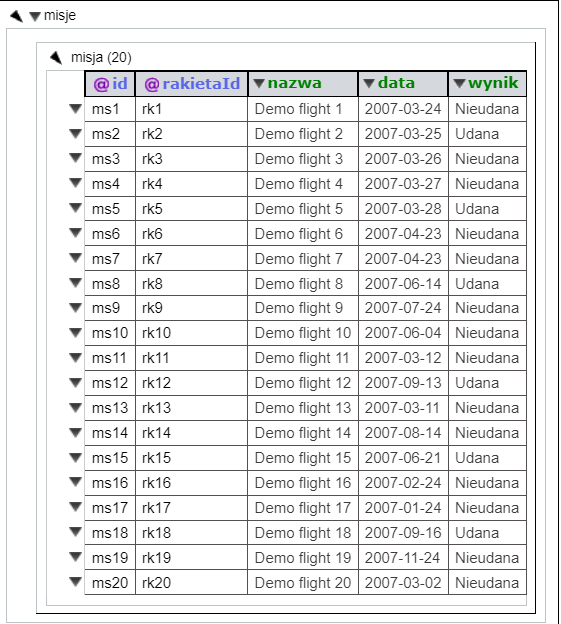 misje
misja (20)
@id @rakietaId nazwa data wynik
ms1 rk1 Demo flight 1 2007-03-24 Nieudana
ms2 rk2 Demo flight 2 2007-03-25 Udana
ms3 rk3 Demo flight 3 2007-03-26 Nieudana
ms4 rk4 Demo flight 4 2007-03-27 Nieudana
ms5 rk5 Demo flight 5 2007-03-28 Udana
ms6 rk6 Demo flight 6 2007-04-23 Nieudana
ms7 rk7 Demo flight 7 2007-04-23 Nieudana
ms8 rk8 Demo flight 8 2007-06-14 Udana
ms9 rk9 Demo flight 9 2007-07-24 Nieudana
ms10 rk10 Demo flight 10 2007-06-04 Nieudana
ms11 rk11 Demo flight 11 2007-03-12 Nieudana
ms12 rk12 Demo flight 12 2007-09-13 Udana
ms13 rk13 Demo flight 13 2007-03-11 Nieudana
ms14 rk14 Demo flight 14 2007-08-14 Nieudana
ms15 rk15 Demo flight 15 2007-06-21 Udana
ms16 rk16 Demo flight 16 2007-02-24 Nieudana
ms17 rk17 Demo flight 17 2007-01-24 Nieudana
ms18 rk18 Demo flight 18 2007-09-16 Udana
ms19 rk19 Demo flight 19 2007-11-24 Nieudana
ms20 rk20 Demo flight 20 2007-03-02 Nieudana